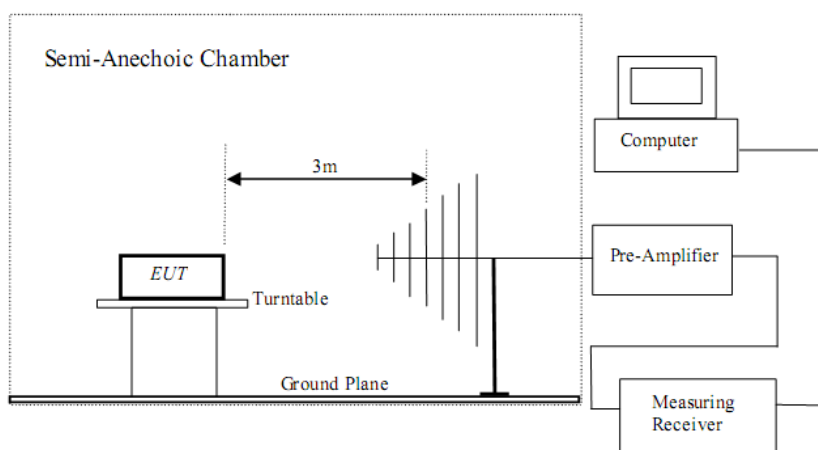 Semi-Anechoic Chamber
Computer
3m
Pre-Amplifier
EUT
Turntable
Ground Plane
Measuring
Receiver